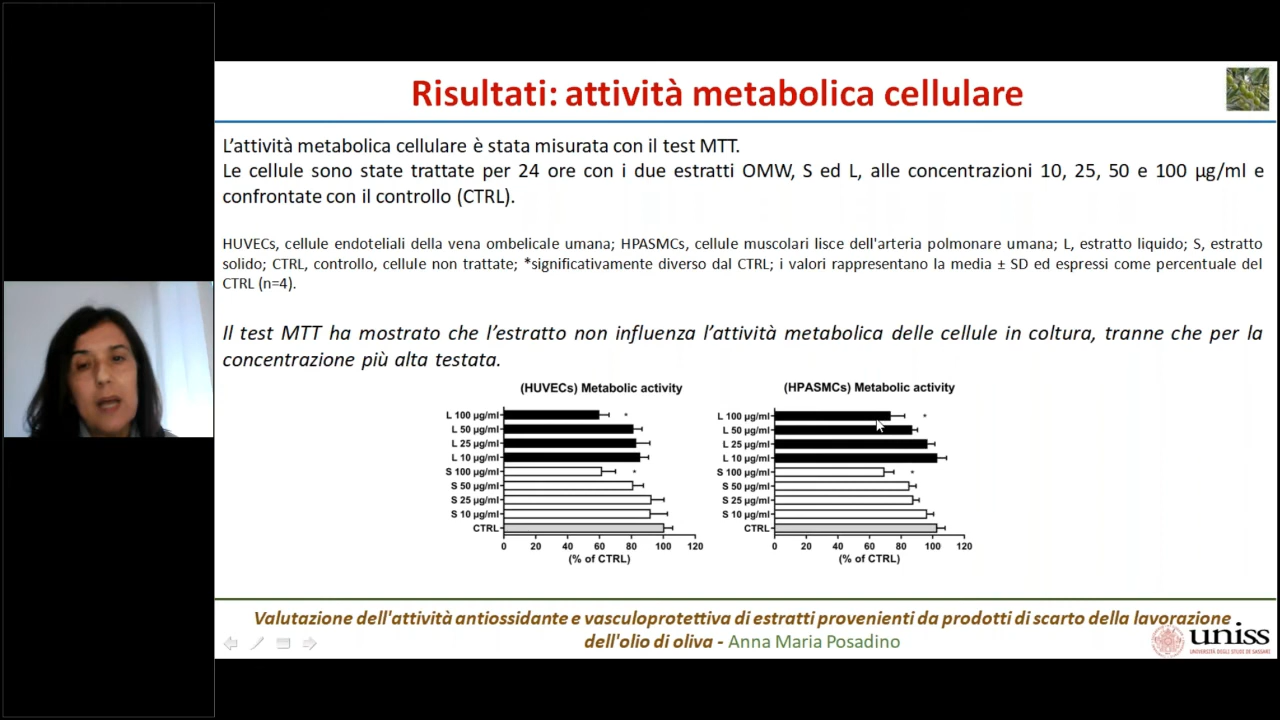 Risultati: attività metabolica cellulare
L'attività metabolica cellulare è stata misurata con il test MTT.
Le cellule sono state trattate per 24 ore con i due estratti OMW, S ed L, alle concentrazioni 10, 25, 50 e 100 µg/ml e
confrontate con il controllo (CTRL).
HUVECs, cellule endoteliali della vena ombelicale umana; HPASMCs, cellule muscolari lisce dell'arteria polmonare umana; L, estratto liquido; S, estratto
solido; CTRL, controllo, cellule non trattate; *significativamente diverso dal CTRL; i valori rappresentano la media ± SD ed espressi come percentuale del
CTRL (n=4).
Il test MTT ha mostrato che l'estratto non influenza l'attività metabolica delle cellule in coltura, tranne che per la
concentrazione più alta testata.
(HUVECs) Metabolic activity
L 100 µg/ml *
L 50 µg/ml
L 25 µg/ml
L 10 µg/ml
S 100 µg/ml *
S 50 µg/ml
S 25 µg/ml
S 10 µg/ml
CTRL
0 20 40 60 80 100 120
(% of CTRL)
(HPASMCs) Metabolic activity
L 100 µg/ml *
L 50 µg/ml
L 25 µg/ml
L 10 µg/ml
S 100 µg/ml *
S 50 µg/ml
S 25 µg/ml
S 10 µg/ml
CTRL
0 20 40 60 80 100 120
(% of CTRL)
Valutazione dell'attività antiossidante e vasculoprotettiva di estratti provenienti da prodotti di scarto della lavorazione
dell'olio di oliva - Anna Maria Posadino
uniss
UNIVERSITÀ DEGLI STUDI DI SASSARI